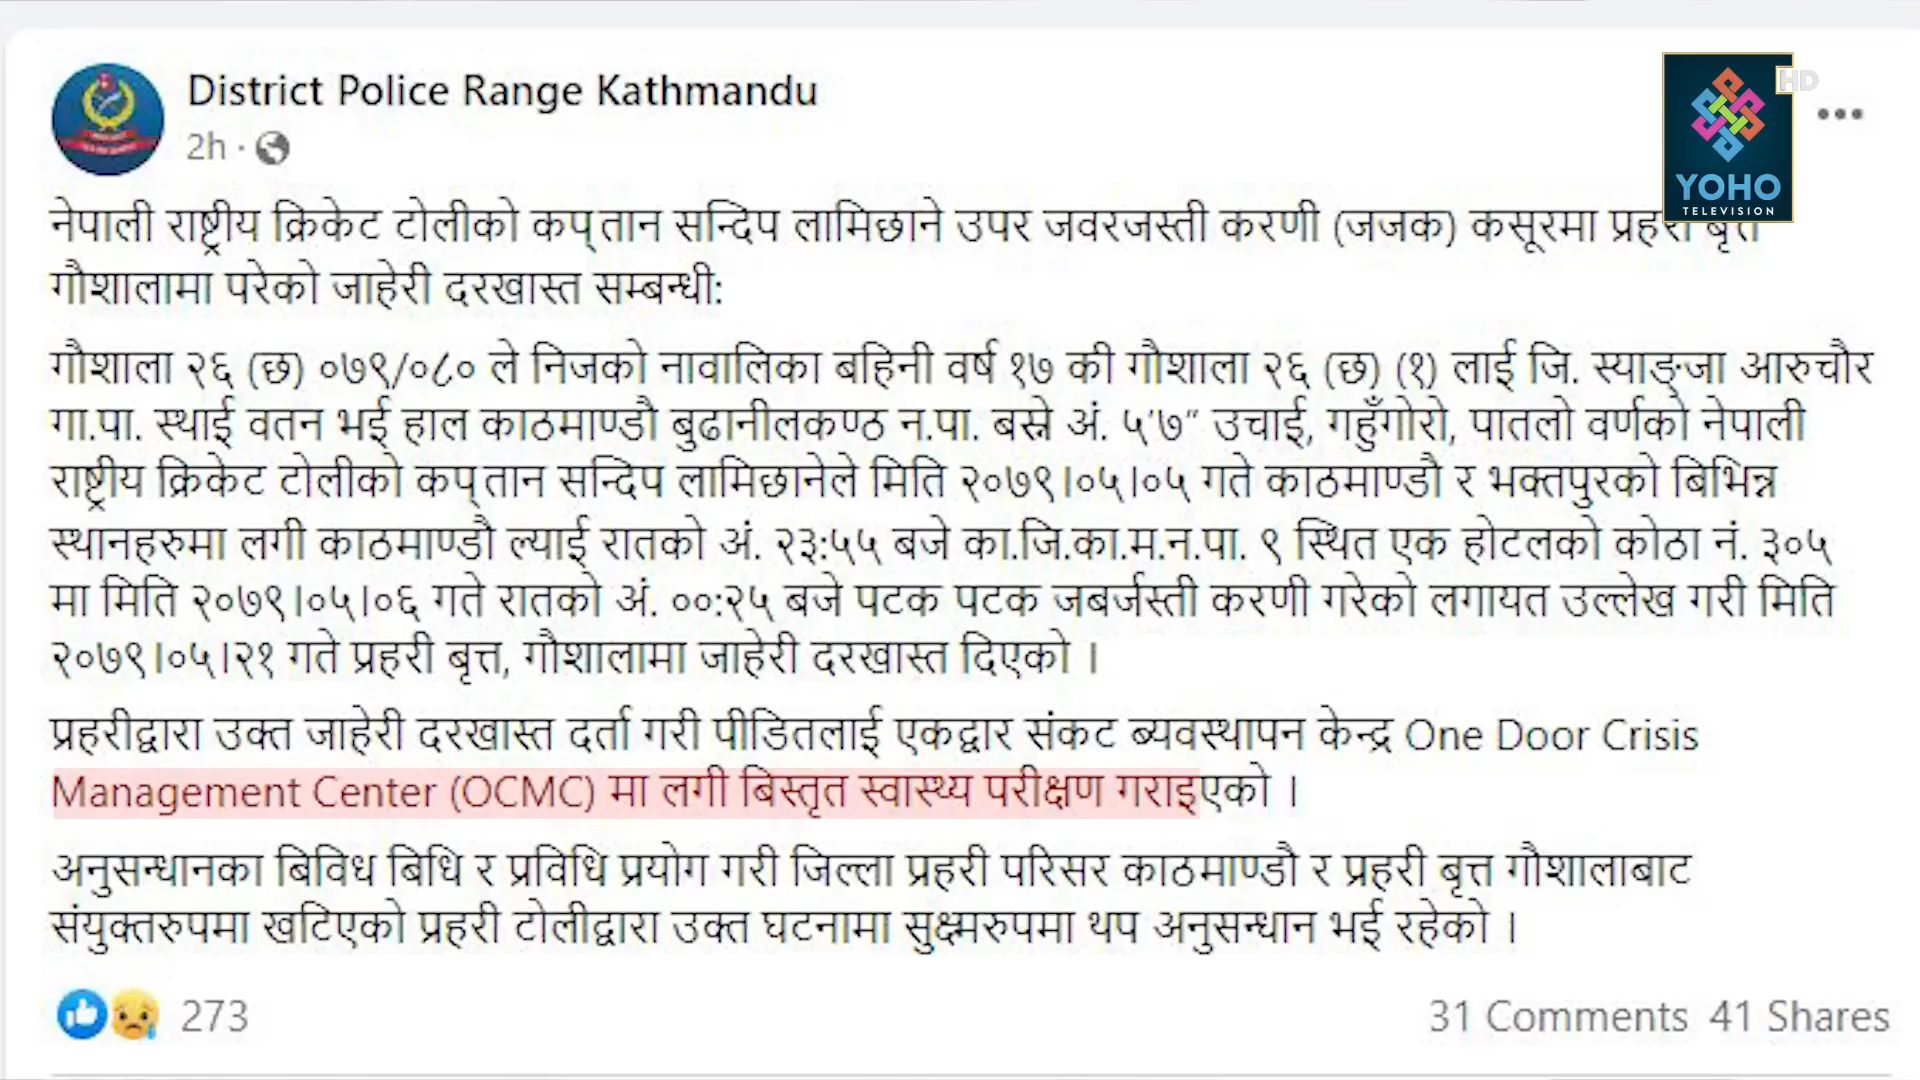 District Police Range Kathmandu
2h ·
HD
YOHO
TELEVISION
नेपाली राष्ट्रीय क्रिकेट टोलीको कप्तान सन्दिप लामिछाने उपर जवरजस्ती करणी (जजक) कसूरमा प्रहरी बृत्त
गौशालामा परेको जाहेरी दरखास्त सम्बन्धी:
गौशाला २६ (छ) ०७९/०८० ले निजको नावालिका बहिनी वर्ष १७ की गौशाला २६ (छ) (१) लाई जि. स्याङ्जा आरुचौर
गा.पा. स्थाई वतन भई हाल काठमाण्डौ बुढानीलकण्ठ न.पा. बस्ने अं. ५'७" उचाई, गहुँगोरो, पातलो वर्णको नेपाली
राष्ट्रीय क्रिकेट टोलीको कप्तान सन्दिप लामिछानेले मिति २०७९।०५।०५ गते काठमाण्डौ र भक्तपुरको बिभिन्न
स्थानहरुमा लगी काठमाण्डौ ल्याई रातको अं. २३:५५ बजे का.जि.का.म.न.पा. ९ स्थित एक होटलको कोठा नं. ३०५
मा मिति २०७९।०५।०६ गते रातको अं. ००:२५ बजे पटक पटक जबर्जस्ती करणी गरेको लगायत उल्लेख गरी मिति
२०७९।०५।२१ गते प्रहरी बृत्त, गौशालामा जाहेरी दरखास्त दिएको ।
प्रहरीद्वारा उक्त जाहेरी दरखास्त दर्ता गरी पीडितलाई एकद्वार संकट ब्यवस्थापन केन्द्र One Door Crisis
Management Center (OCMC) मा लगी बिस्तृत स्वास्थ्य परीक्षण गराइएको ।
अनुसन्धानका बिविध बिधि र प्रविधि प्रयोग गरी जिल्ला प्रहरी परिसर काठमाण्डौ र प्रहरी बृत्त गौशालाबाट
संयुक्तरुपमा खटिएको प्रहरी टोलीद्वारा उक्त घटनामा सुक्ष्मरुपमा थप अनुसन्धान भई रहेको ।
273
31 Comments 41 Shares